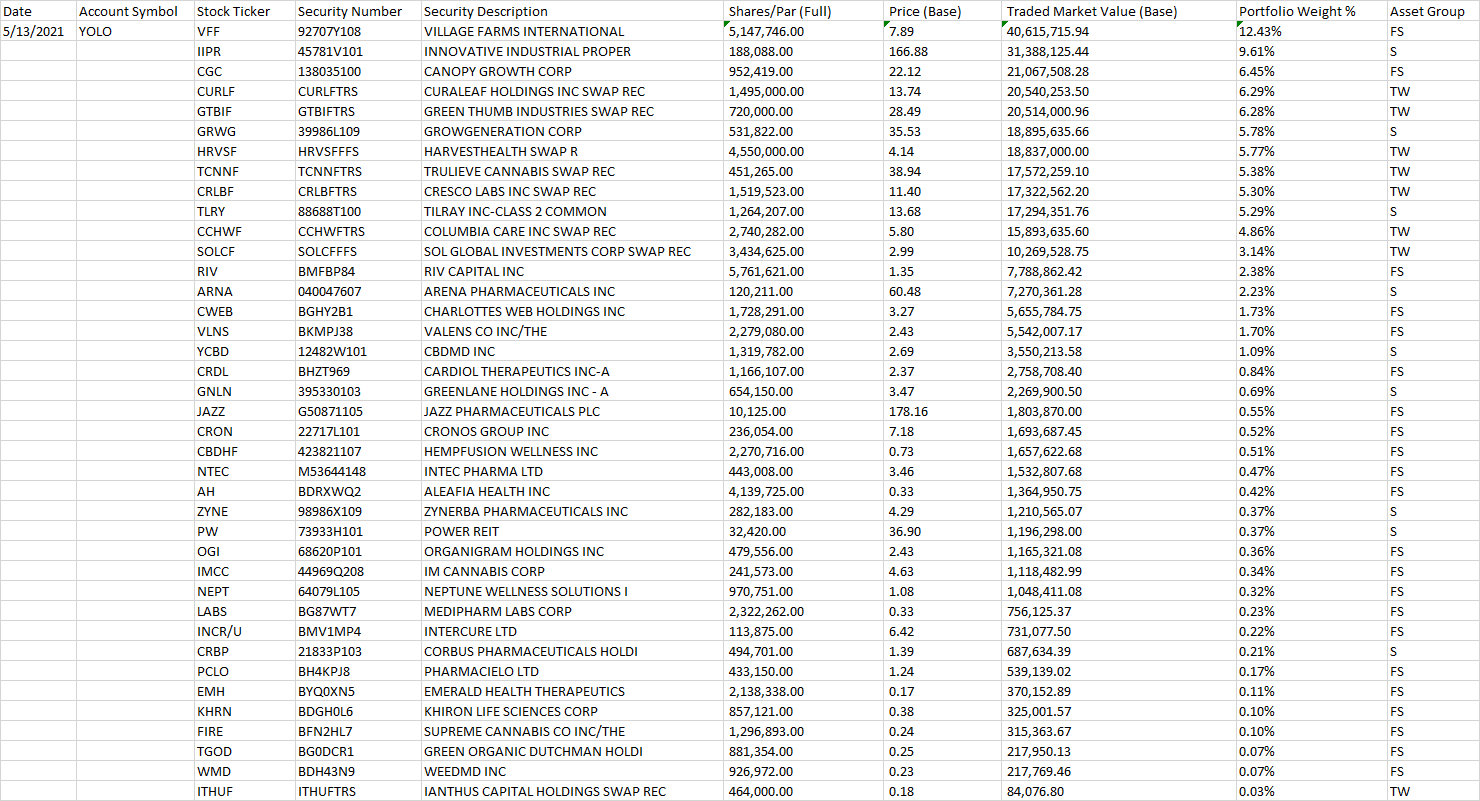 Date Account Symbol Stock Ticker Security Number Security Description Shares/Par (Full) Price (Base) Traded Market Value (Base) Portfolio Weight % Asset Group
5/13/2021 YOLO VFF 92707Y108 VILLAGE FARMS INTERNATIONAL 5,147,746.00 7.89 40,615,715.94 12.43% FS
IIPR 45781V101 INNOVATIVE INDUSTRIAL PROPER 188,088.00 166.88 31,388,125.44 9.61% S
CGC 138035100 CANOPY GROWTH CORP 952,419.00 22.12 21,067,508.28 6.45% FS
CURLF CURLFTRS CURALEAF HOLDINGS INC SWAP REC 1,495,000.00 13.74 20,540,253.50 6.29% TW
GTBIF GTBIFTRS GREEN THUMB INDUSTRIES SWAP REC 720,000.00 28.49 20,514,000.96 6.28% TW
GRWG 39986L109 GROWGENERATION CORP 531,822.00 35.53 18,895,635.66 5.78% S
HRVSF HRVSFFFS HARVESTHEALTH SWAP R 4,550,000.00 4.14 18,837,000.00 5.77% TW
TCNNF TCNNFTRS TRULIEVE CANNABIS SWAP REC 451,265.00 38.94 17,572,259.10 5.38% TW
CRLBF CRLBFTRS CRESCO LABS INC SWAP REC 1,519,523.00 11.40 17,322,562.20 5.30% TW
TLRY 88688T100 TILRAY INC-CLASS 2 COMMON 1,264,207.00 13.68 17,294,351.76 5.29% S
CCHWF CCHWFTRS COLUMBIA CARE INC SWAP REC 2,740,282.00 5.80 15,893,635.60 4.86% TW
SOLCF SOLCFFFS SOL GLOBAL INVESTMENTS CORP SWAP REC 3,434,625.00 2.99 10,269,528.75 3.14% TW
RIV BMFBP84 RIV CAPITAL INC 5,761,621.00 1.35 7,788,862.42 2.38% FS
ARNA 040047607 ARENA PHARMACEUTICALS INC 120,211.00 60.48 7,270,361.28 2.23% S
CWEB BGHY2B1 CHARLOTTES WEB HOLDINGS INC 1,728,291.00 3.27 5,655,784.75 1.73% FS
VLNS BKMPJ38 VALENS CO INC/THE 2,279,080.00 2.43 5,542,007.17 1.70% FS
YCBD 12482W101 CBDMD INC 1,319,782.00 2.69 3,550,213.58 1.09% S
CRDL BHZT969 CARDIOL THERAPEUTICS INC-A 1,166,107.00 2.37 2,758,708.40 0.84% FS
GNLN 395330103 GREENLANE HOLDINGS INC - A 654,150.00 3.47 2,269,900.50 0.69% S
JAZZ G50871105 JAZZ PHARMACEUTICALS PLC 10,125.00 178.16 1,803,870.00 0.55% FS
CRON 22717L101 CRONOS GROUP INC 236,054.00 7.18 1,693,687.45 0.52% FS
CBDHF 423821107 HEMPFUSION WELLNESS INC 2,270,716.00 0.73 1,657,622.68 0.51% FS
NTEC M53644148 INTEC PHARMA LTD 443,008.00 3.46 1,532,807.68 0.47% FS
AH BDRXWQ2 ALEAFIA HEALTH INC 4,139,725.00 0.33 1,364,950.75 0.42% FS
ZYNE 98986X109 ZYNERBA PHARMACEUTICALS INC 282,183.00 4.29 1,210,565.07 0.37% S
PW 73933H101 POWER REIT 32,420.00 36.90 1,196,298.00 0.37% S
OGI 68620P101 ORGANIGRAM HOLDINGS INC 479,556.00 2.43 1,165,321.08 0.36% FS
IMCC 44969Q208 IM CANNABIS CORP 241,573.00 4.63 1,118,482.99 0.34% FS
NEPT 64079L105 NEPTUNE WELLNESS SOLUTIONS I 970,751.00 1.08 1,048,411.08 0.32% FS
LABS BG87WT7 MEDIPHARM LABS CORP 2,322,262.00 0.33 756,125.37 0.23% FS
INCR/U BMV1MP4 INTERCURE LTD 113,875.00 6.42 731,077.50 0.22% FS
CRBP 21833P103 CORBUS PHARMACEUTICALS HOLDI 494,701.00 1.39 687,634.39 0.21% S
PCLO BH4KPJ8 PHARMACIELO LTD 433,150.00 1.24 539,139.02 0.17% FS
EMH BYQ0XN5 EMERALD HEALTH THERAPEUTICS 2,138,338.00 0.17 370,152.89 0.11% FS
KHRN BDGH0L6 KHIRON LIFE SCIENCES CORP 857,121.00 0.38 325,001.57 0.10% FS
FIRE BFN2HL7 SUPREME CANNABIS CO INC/THE 1,296,893.00 0.24 315,363.67 0.10% FS
TGOD BG0DCR1 GREEN ORGANIC DUTCHMAN HOLDI 881,354.00 0.25 217,950.13 0.07% FS
WMD BDH43N9 WEEDMD INC 926,972.00 0.23 217,769.46 0.07% FS
ITHUF ITHUFTRS IANTHUS CAPITAL HOLDINGS SWAP REC 464,000.00 0.18 84,076.80 0.03% TW